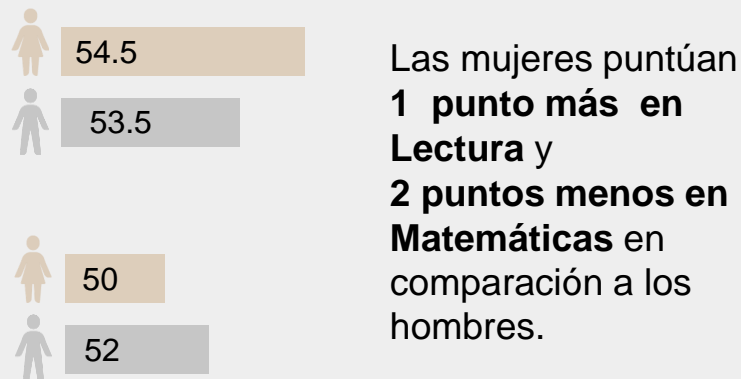 54.5
53.5
50
52
Las mujeres puntúan
1 punto más en
Lectura y
2 puntos menos en
Matemáticas en
comparación a los
hombres.